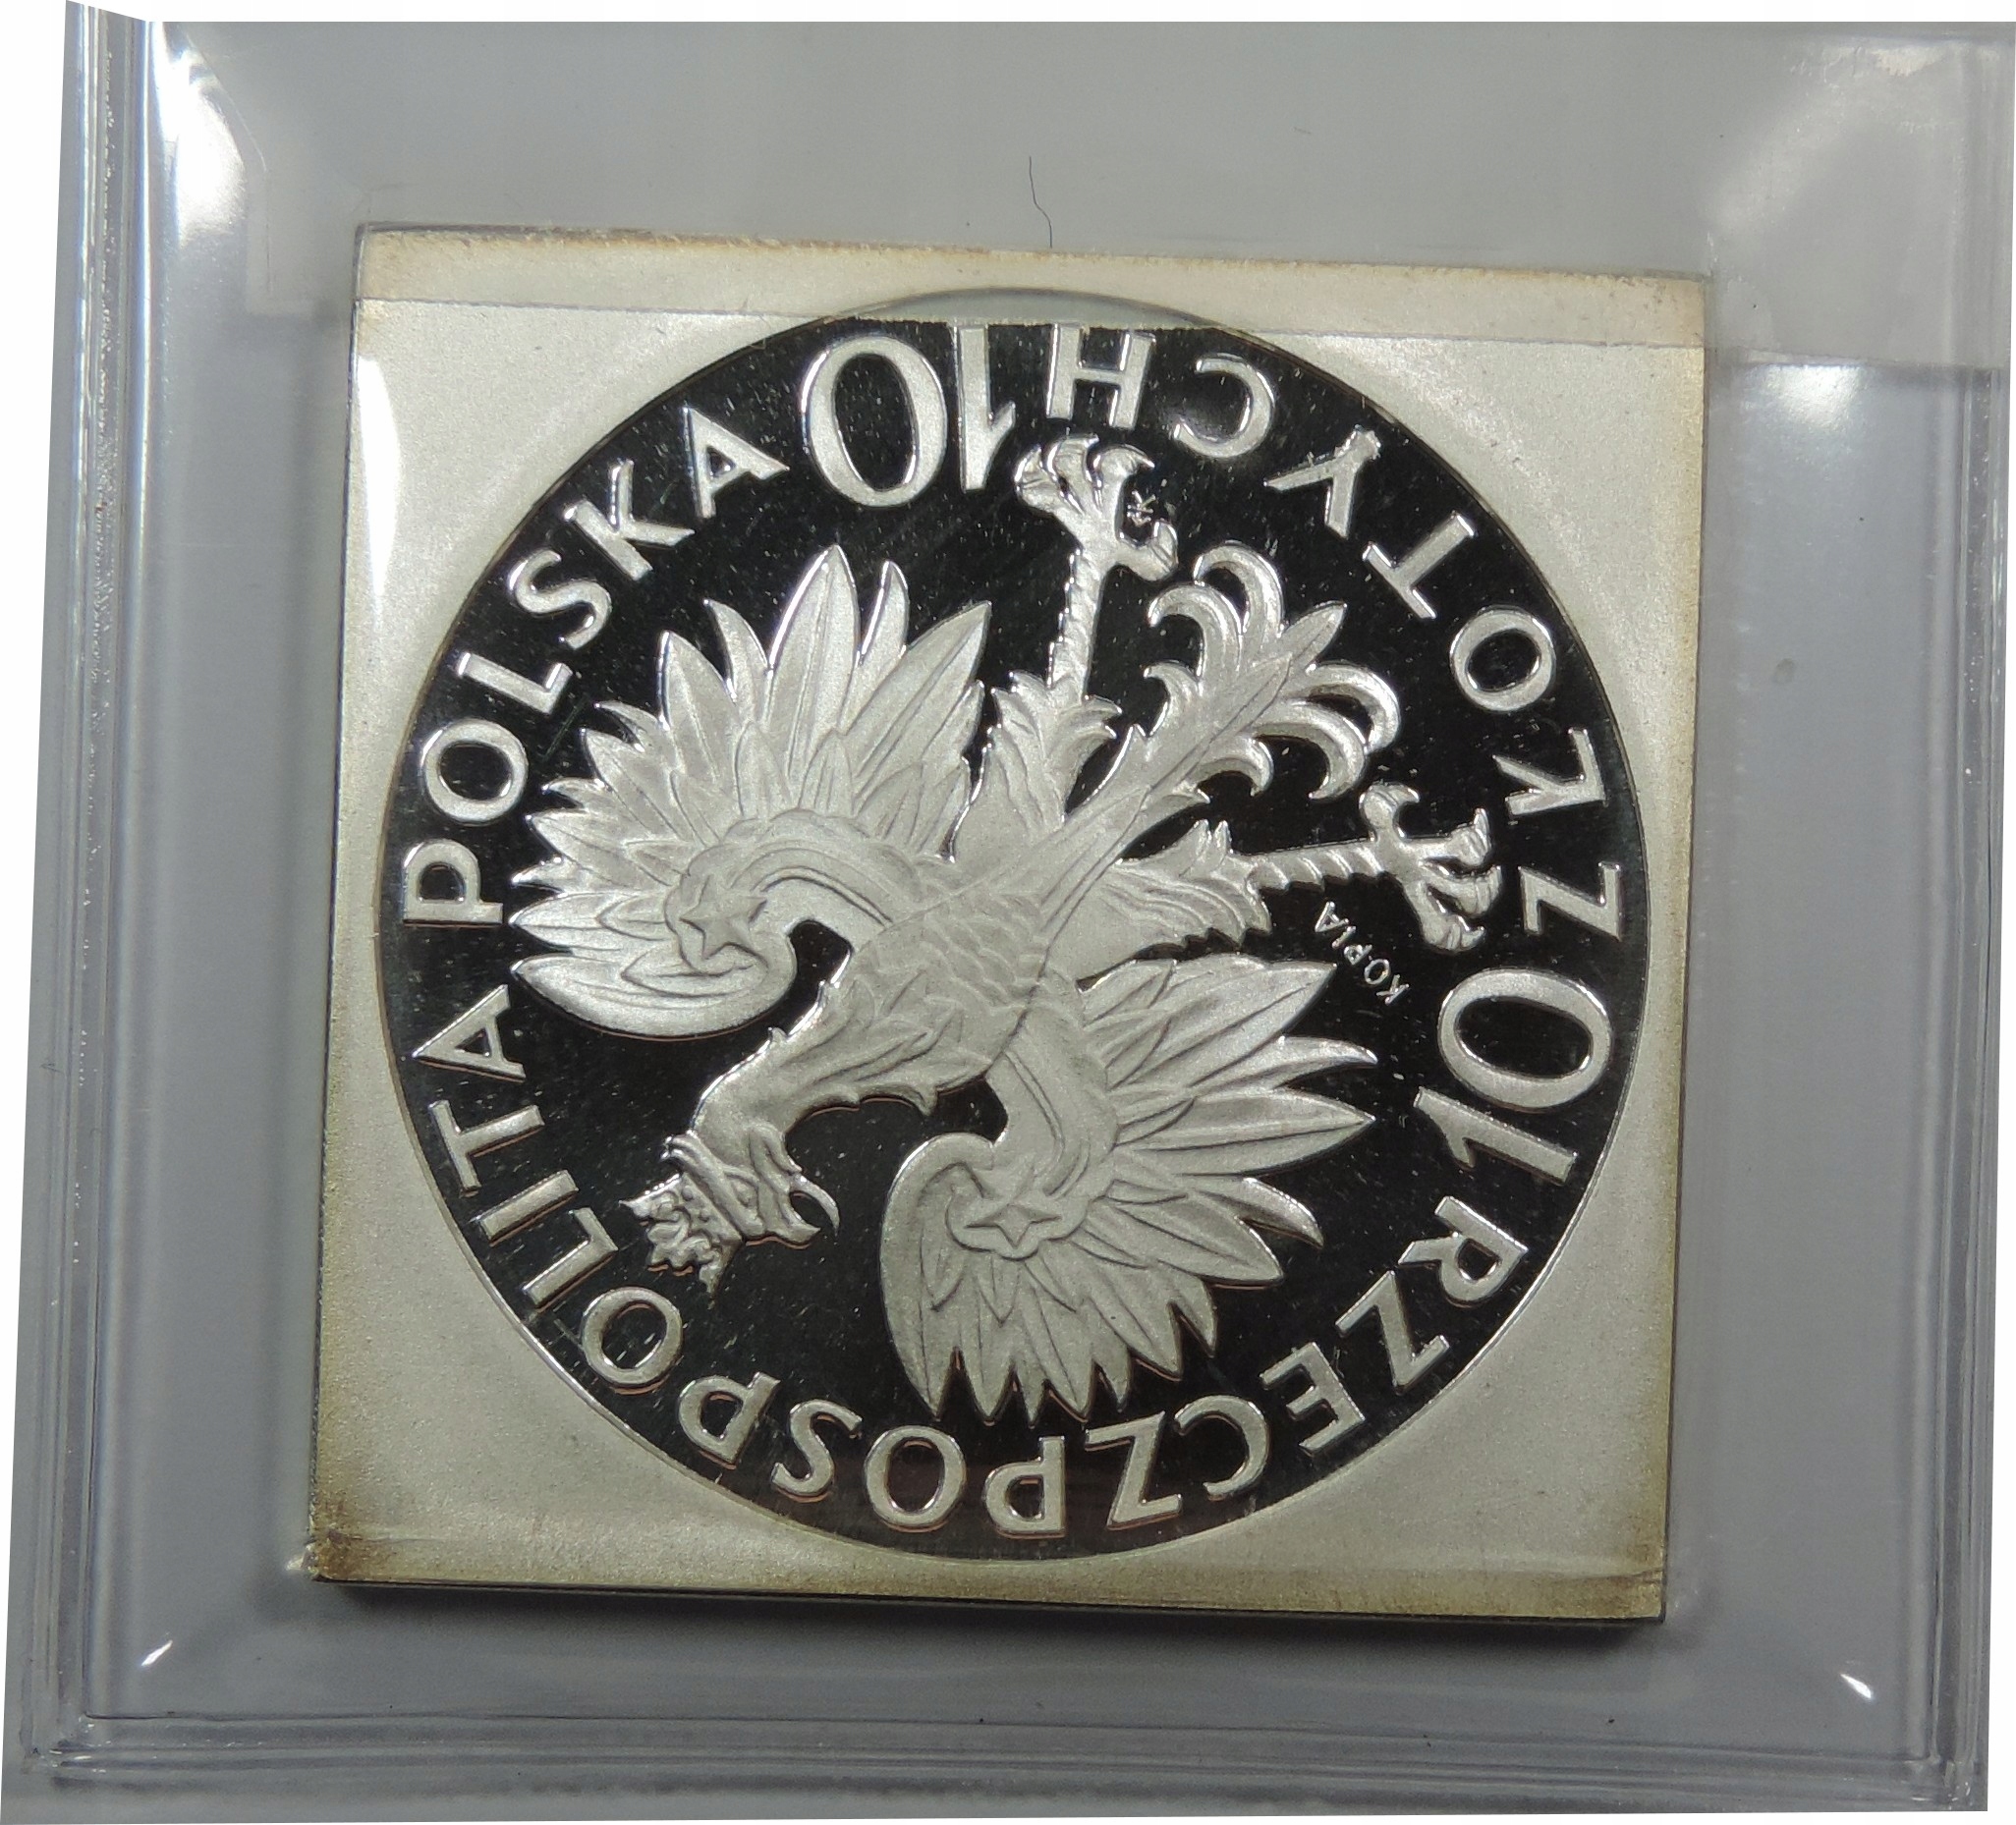 RZECZPOSPOLITA POLSKA
10 ZŁOTYCH 10
KOPIA